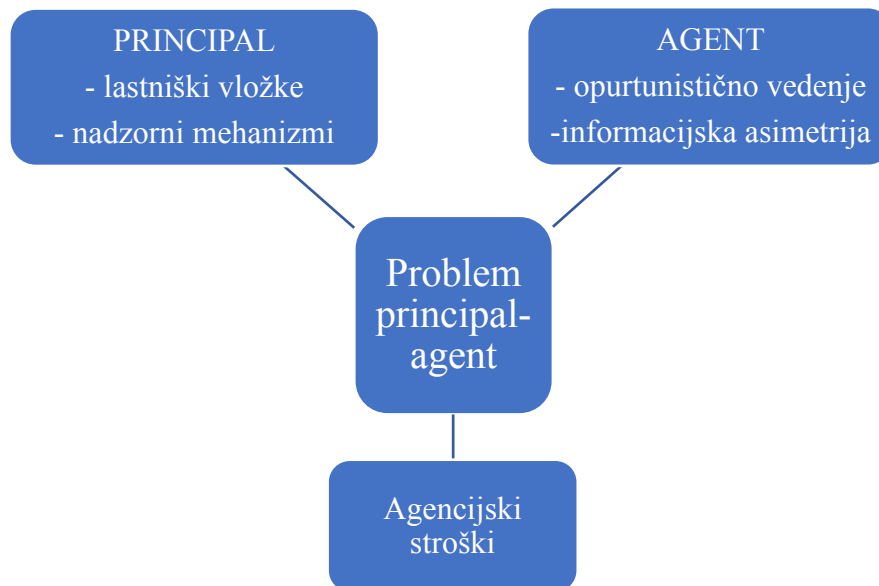 PRINCIPAL
- lastniški vložke
- nadzorni mehanizmi
AGENT
- opurtunistično vedenje
-informacijska asimetrija
Problem
principal-
agent
Agencijski
stroški